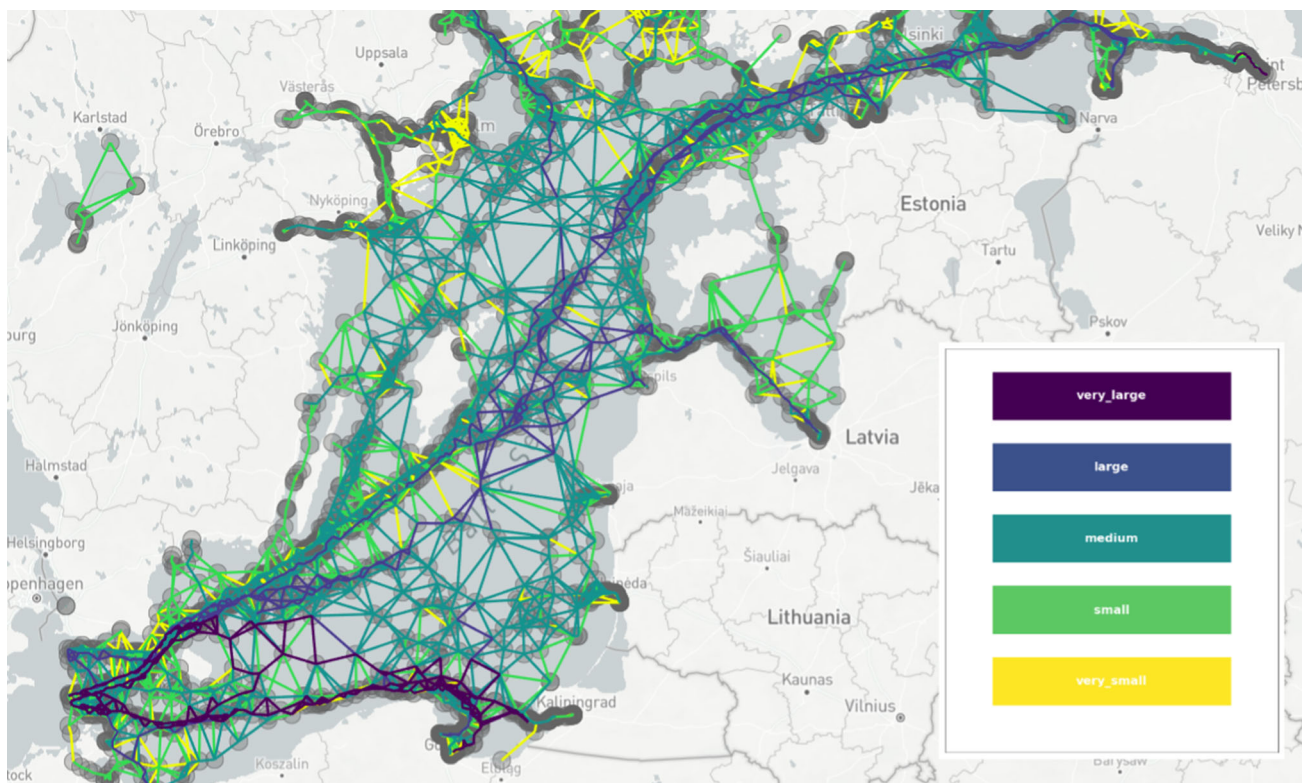 Uppsala
Västerås
Karlstad
Örebro
Nyköping
Linköping
Narva
Estonia
Tartu
Veliky
Jönköping
Pskov
very_large
large
medium
small
very_small
Latvia
Jelgava
Halmstad
Mažeikiai
Šiauliai
Helsingborg
Lithuania
Kaunas
Vilnius
Kaliningrad
Koszalin
Elbląg